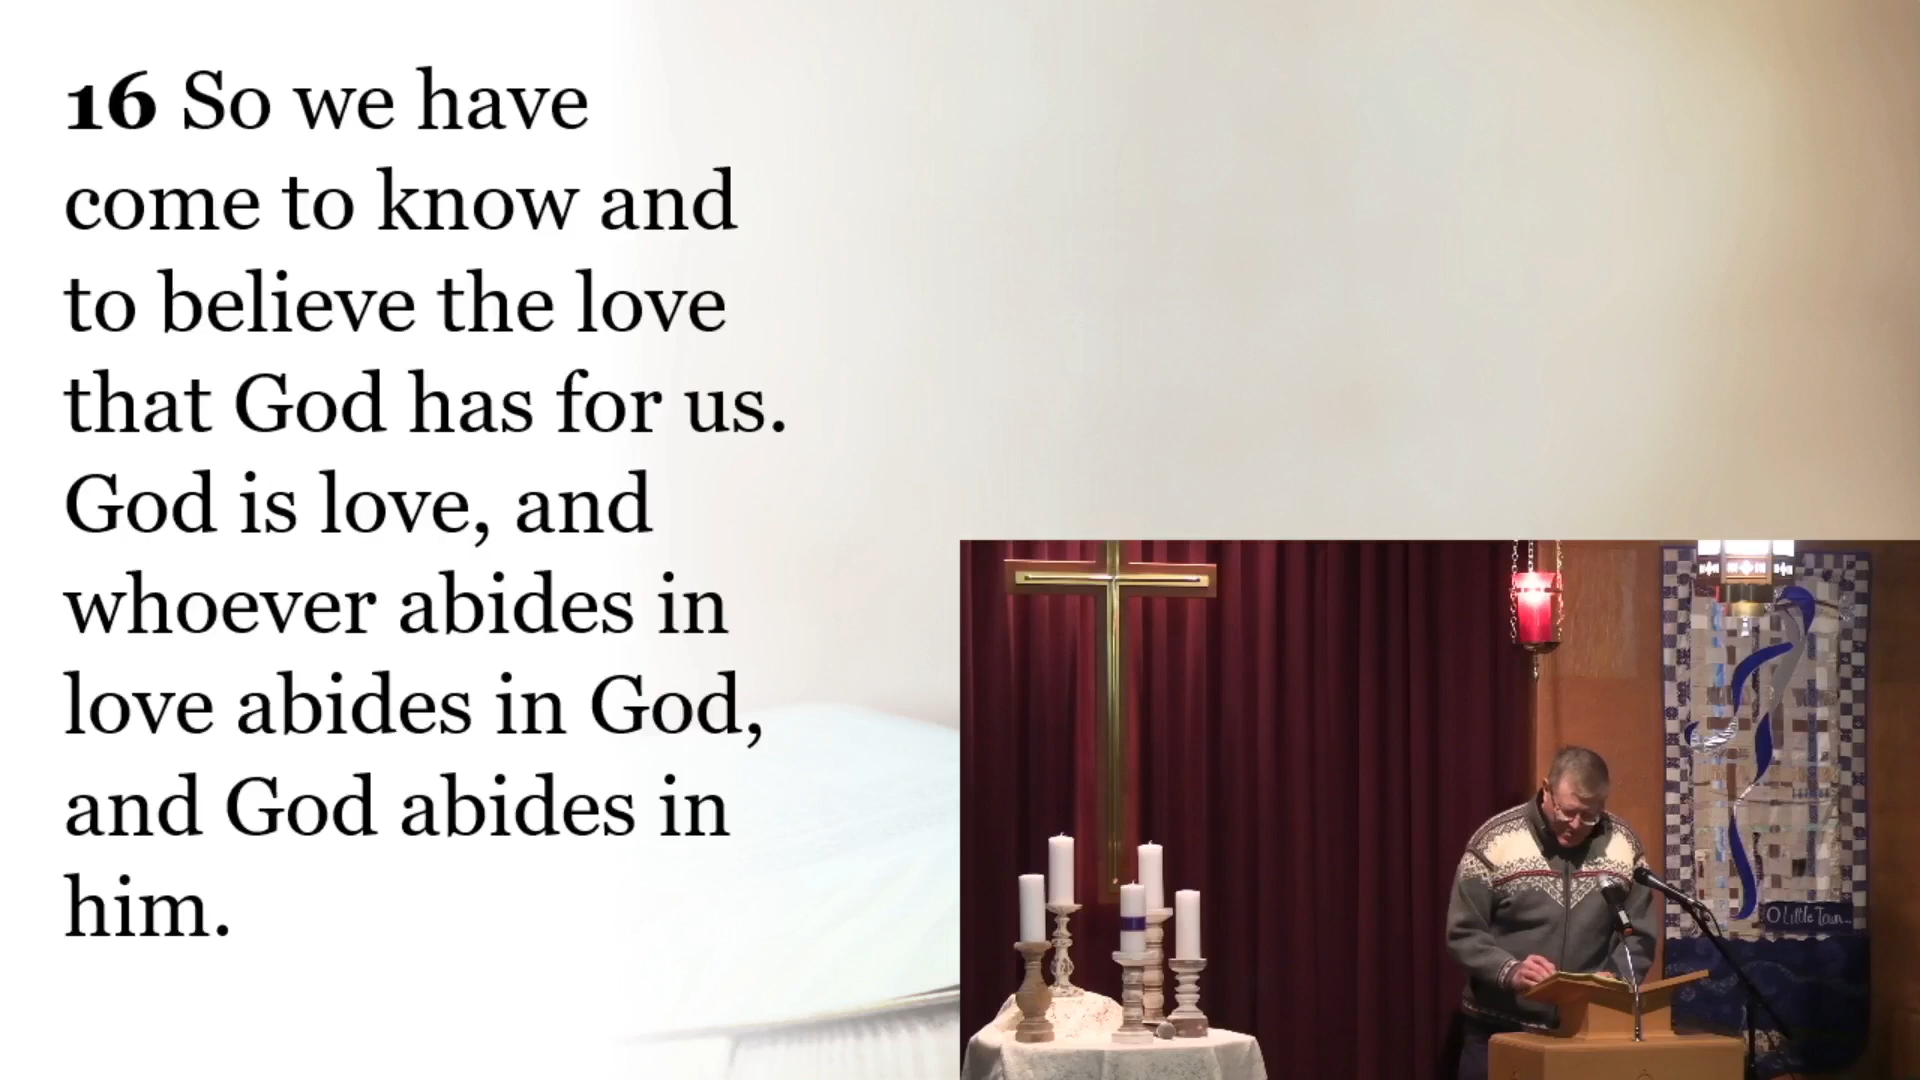 16 So we have
come to know and
to believe the love
that God has for us.
God is love, and
whoever abides in
love abides in God,
and God abides in
him.
O Little Town...